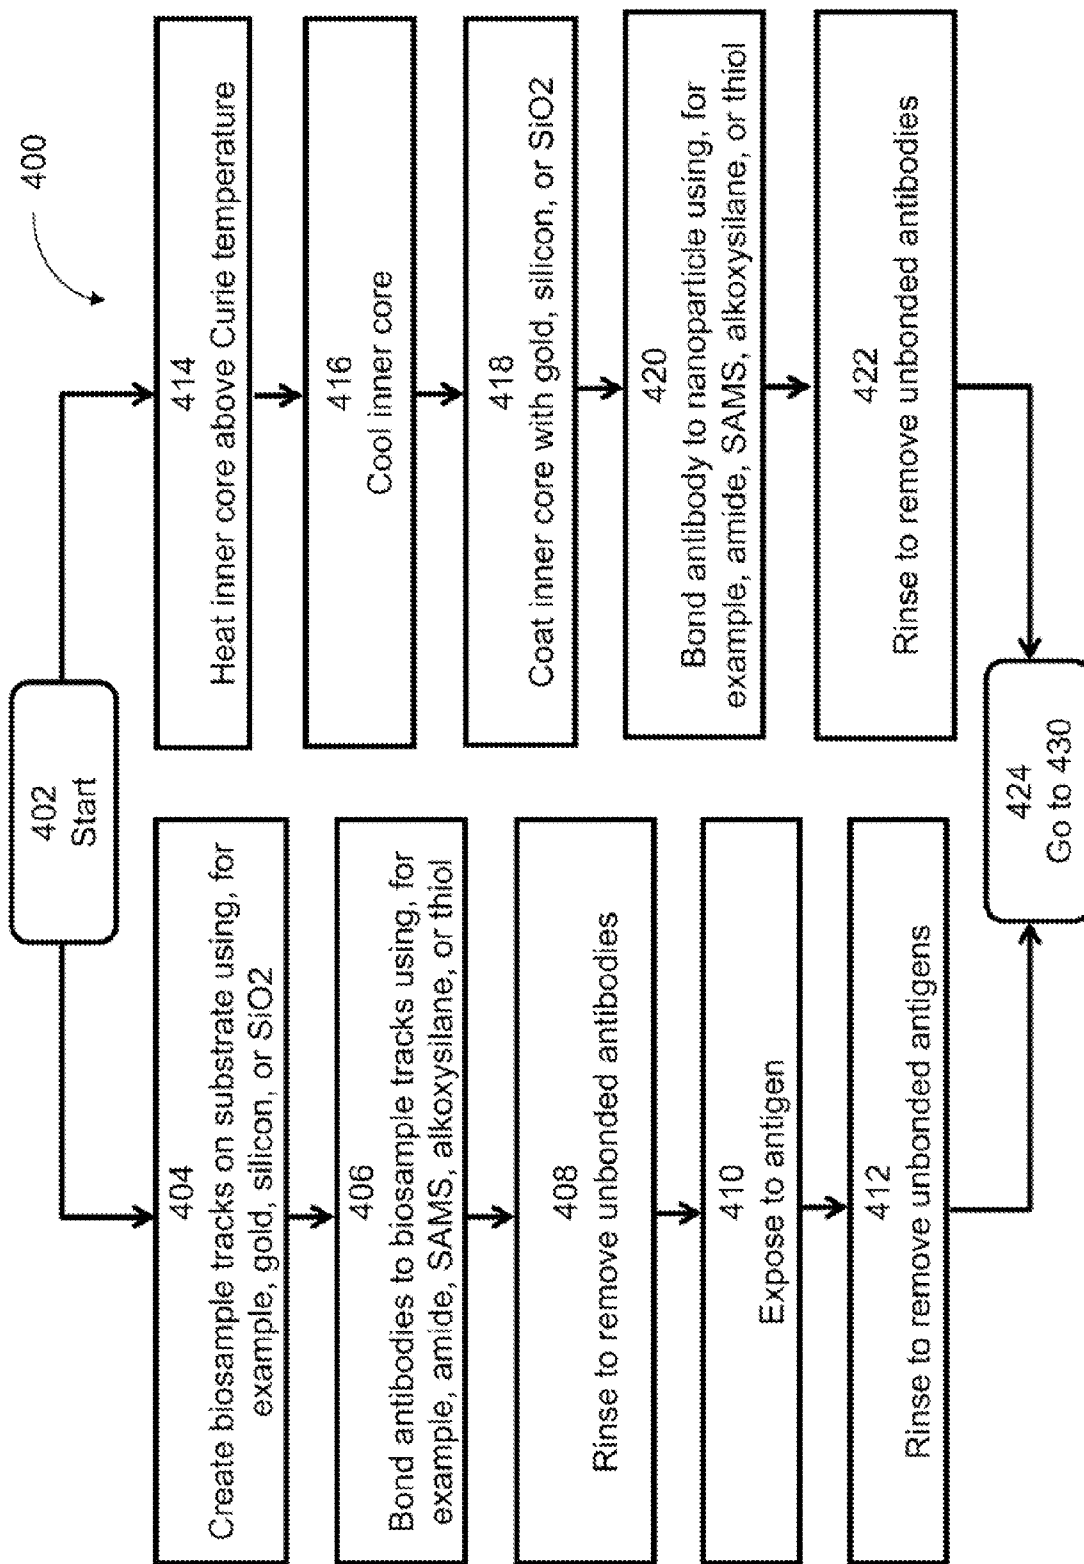 400
402
Start
404
Create biosample tracks on substrate using, for
example, gold, silicon, or SiO2
406
Bond antibodies to biosample tracks using, for
example, amide, SAMS, alkoxysilane, or thiol
408
Rinse to remove unbonded antibodies
410
Expose to antigen
412
Rinse to remove unbonded antigens
414
Heat inner core above Curie temperature
416
Cool inner core
418
Coat inner core with gold, silicon, or SiO2
420
Bond antibody to nanoparticle using, for
example, amide, SAMS, alkoxysilane, or thiol
422
Rinse to remove unbonded antibodies
424
Go to 430